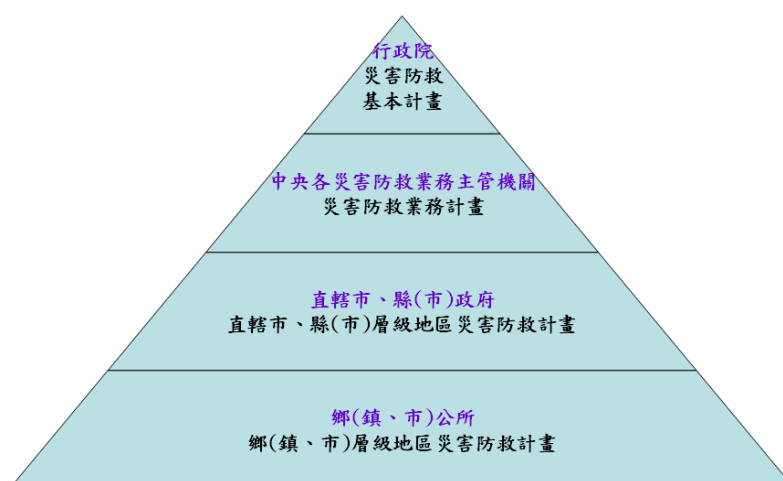 行政院
災害防救
基本計畫
中央各災害防救業務主管機關
災害防救業務計畫
直轄市、縣(市)政府
直轄市、縣(市)層級地區災害防救計畫
鄉(鎮、市)公所
鄉(鎮、市)層級地區災害防救計畫